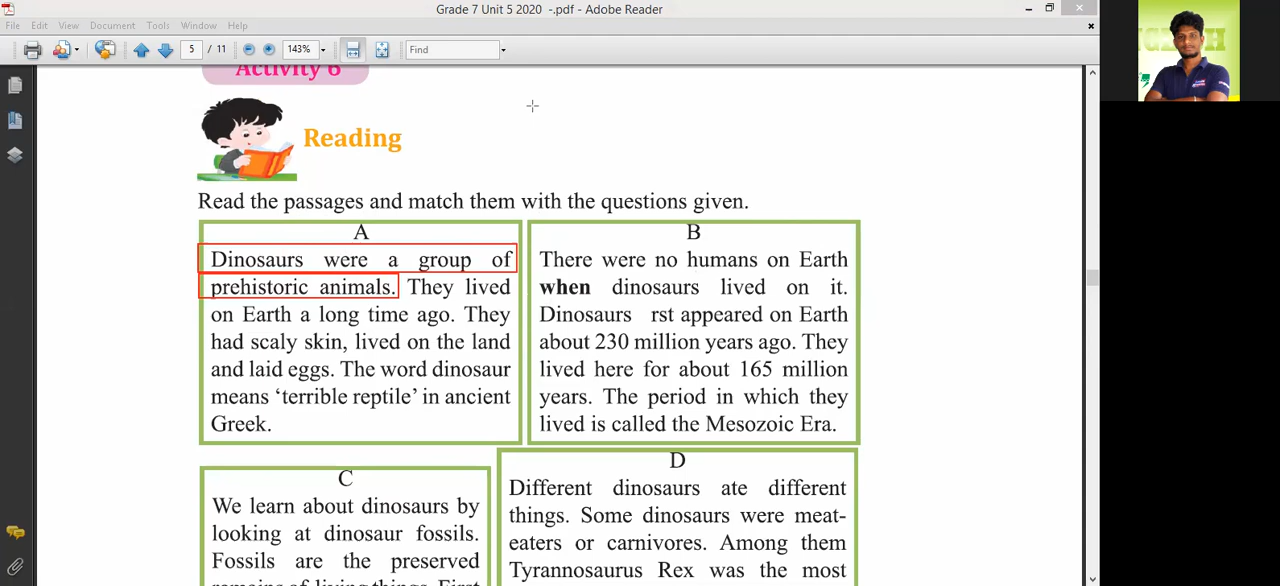 Grade 7 Unit 5 2020 -.pdf - Adobe Reader
File Edit View Document Tools Window Help
5 / 11 143% Find
Activity 6
Reading
Read the passages and match them with the questions given.
A
Dinosaurs were a group of
prehistoric animals. They lived
on Earth a long time ago. They
had scaly skin, lived on the land
and laid eggs. The word dinosaur
means ‘terrible reptile’ in ancient
Greek.
B
There were no humans on Earth
when dinosaurs lived on it.
Dinosaurs rst appeared on Earth
about 230 million years ago. They
lived here for about 165 million
years. The period in which they
lived is called the Mesozoic Era.
C
We learn about dinosaurs by
looking at dinosaur fossils.
Fossils are the preserved
remains of living things. First
D
Different dinosaurs ate different
things. Some dinosaurs were meat-
eaters or carnivores. Among them
Tyrannosaurus Rex was the most